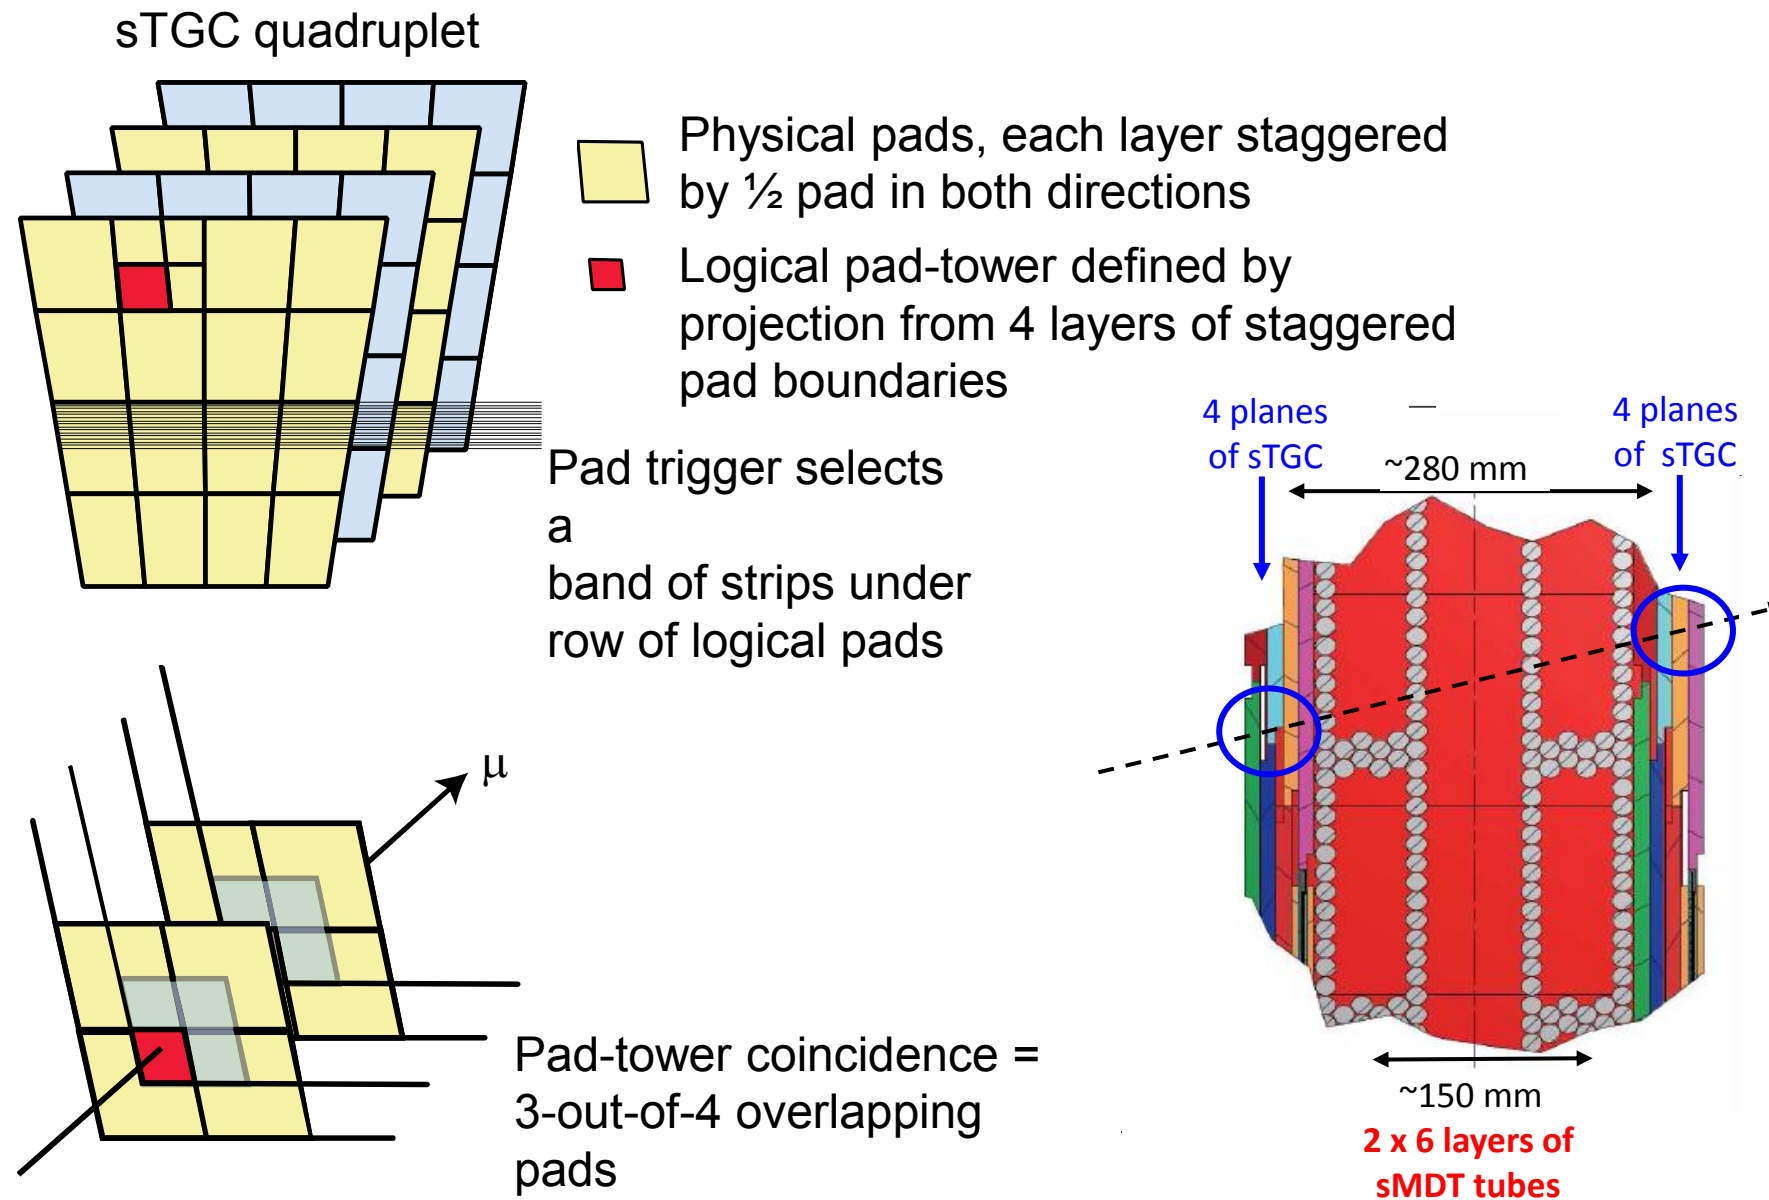 sTGC quadruplet
Physical pads, each layer staggered
by ½ pad in both directions
Logical pad-tower defined by
projection from 4 layers of staggered
pad boundaries
Pad trigger selects
a
band of strips under
row of logical pads
4 planes
of sTGC
4 planes
of sTGC
~280 mm
μ
Pad-tower coincidence =
3-out-of-4 overlapping
pads
~150 mm
2 x 6 layers of
sMDT tubes